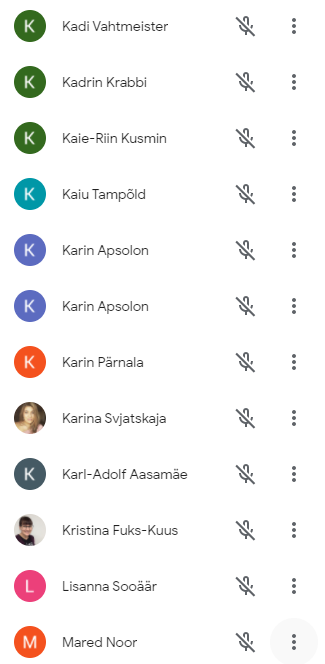 K Kadi Vahtmeister
K Kadrin Krabbi
K Kaie-Riin Kusmin
K Kaiu Tampõld
K Karin Apsolon
K Karin Apsolon
K Karin Pärnala
Karina Svjatskaja
K Karl-Adolf Aasamäe
Kristina Fuks-Kuus
L Lisanna Sooäär
M Mared Noor